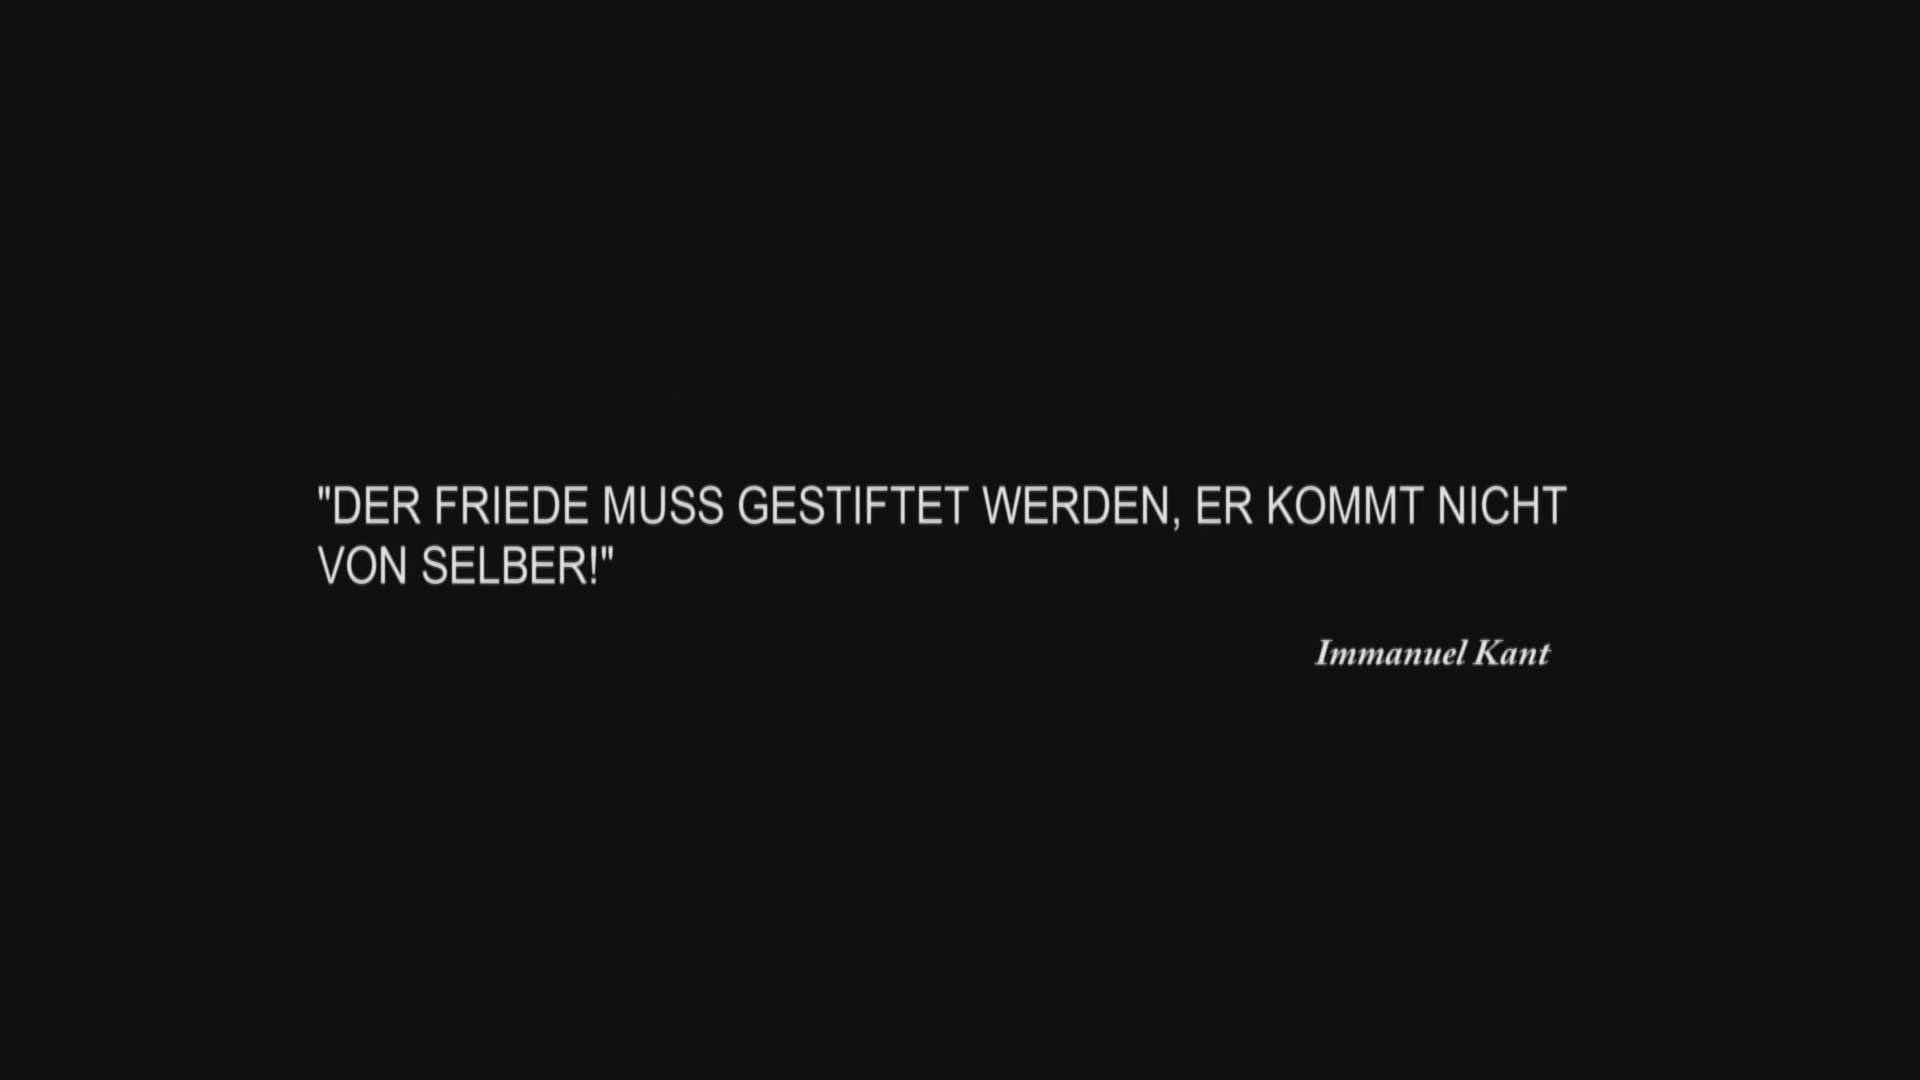 "DER FRIEDE MUSS GESTIFTET WERDEN, ER KOMMT NICHT
VON SELBER!"
Immanuel Kant